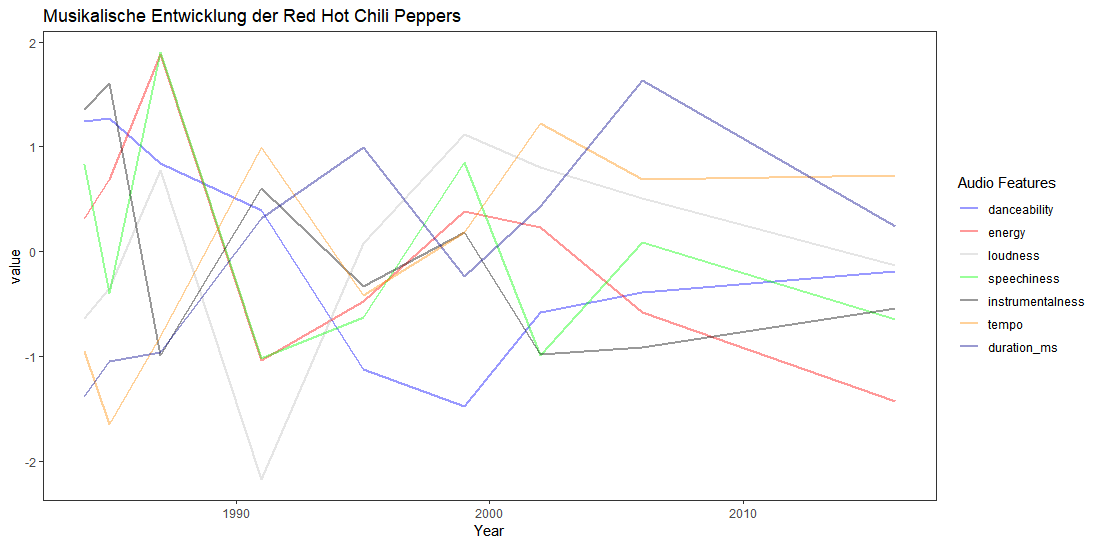 Musikalische Entwicklung der Red Hot Chili Peppers
2
1
0
-1
-2
value
1990
2000
2010
Year
Audio Features
danceability
energy
loudness
speechiness
instrumentalness
tempo
duration_ms